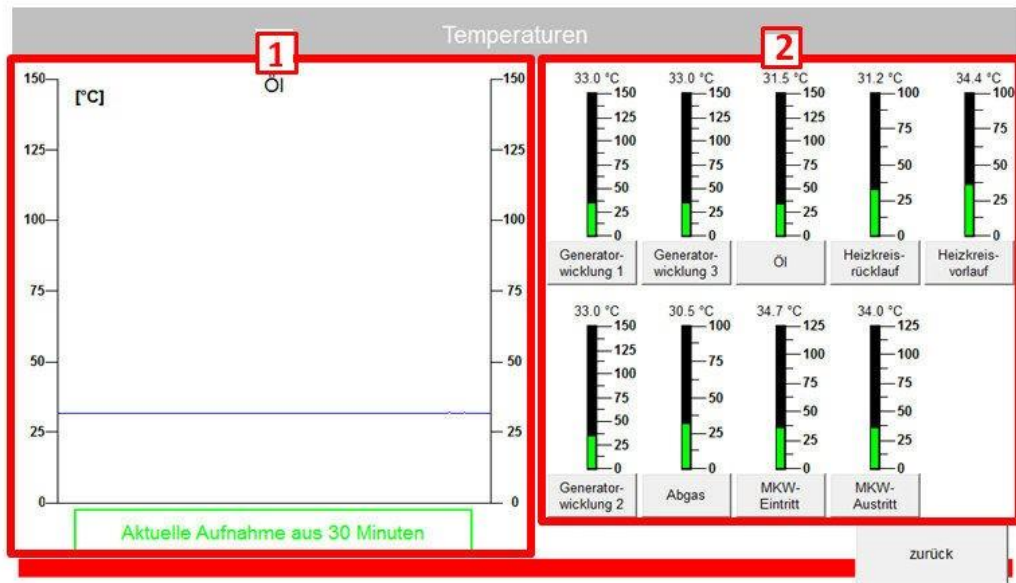 Temperaturen
1
2
Öl
[°C]
150
125
100
75
50
25
0
150
125
100
75
50
25
0
Aktuelle Aufnahme aus 30 Minuten
33.0 °C
150
125
100
75
50
25
0
Generator-
wicklung 1
33.0 °C
150
125
100
75
50
25
0
Generator-
wicklung 3
31.5 °C
150
125
100
75
50
25
0
Öl
31.2 °C
100
75
50
25
0
Heizkreis-
rücklauf
34.4 °C
100
75
50
25
0
Heizkreis-
vorlauf
33.0 °C
150
125
100
75
50
25
0
Generator-
wicklung 2
30.5 °C
100
75
50
25
0
Abgas
34.7 °C
125
100
75
50
25
0
MKW-
Eintritt
34.0 °C
125
100
75
50
25
0
MKW-
Austritt
zurück